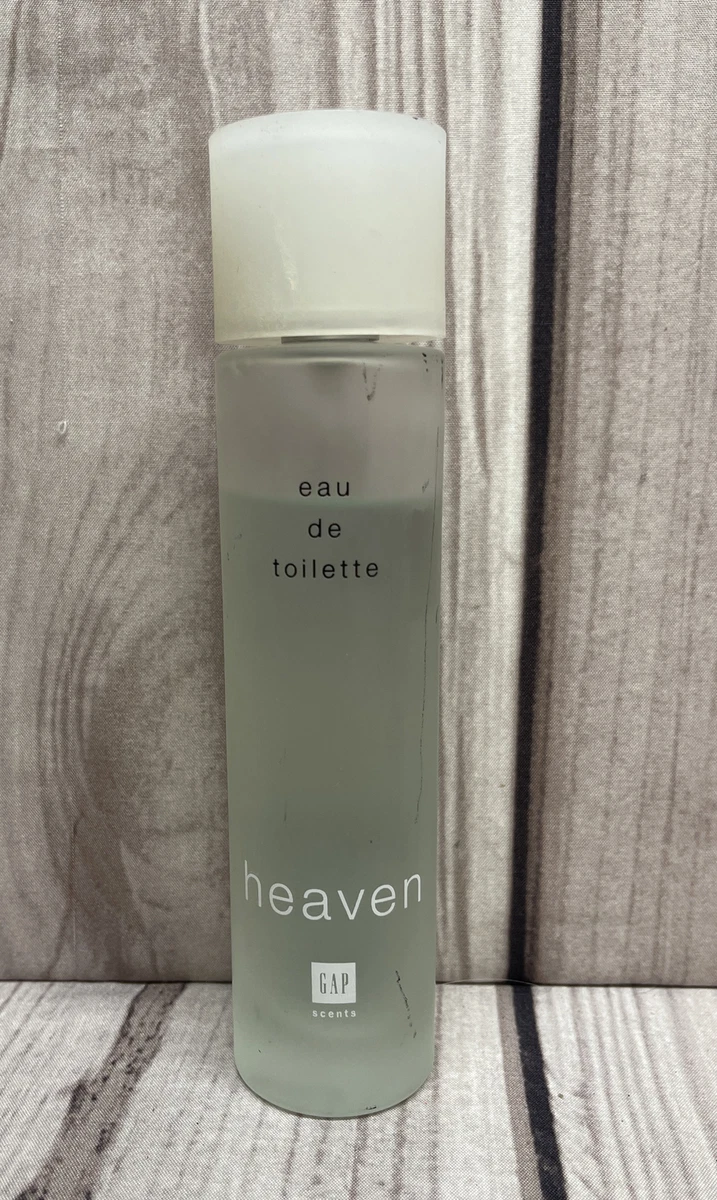 eau
de
toilette
heaven
GAP
scents